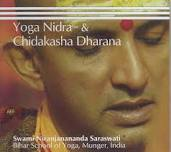 Yoga Nidra - &
Chidakasha Dharana
Swami Niranjanananda Saraswati
Bihar School of Yoga, Munger, India